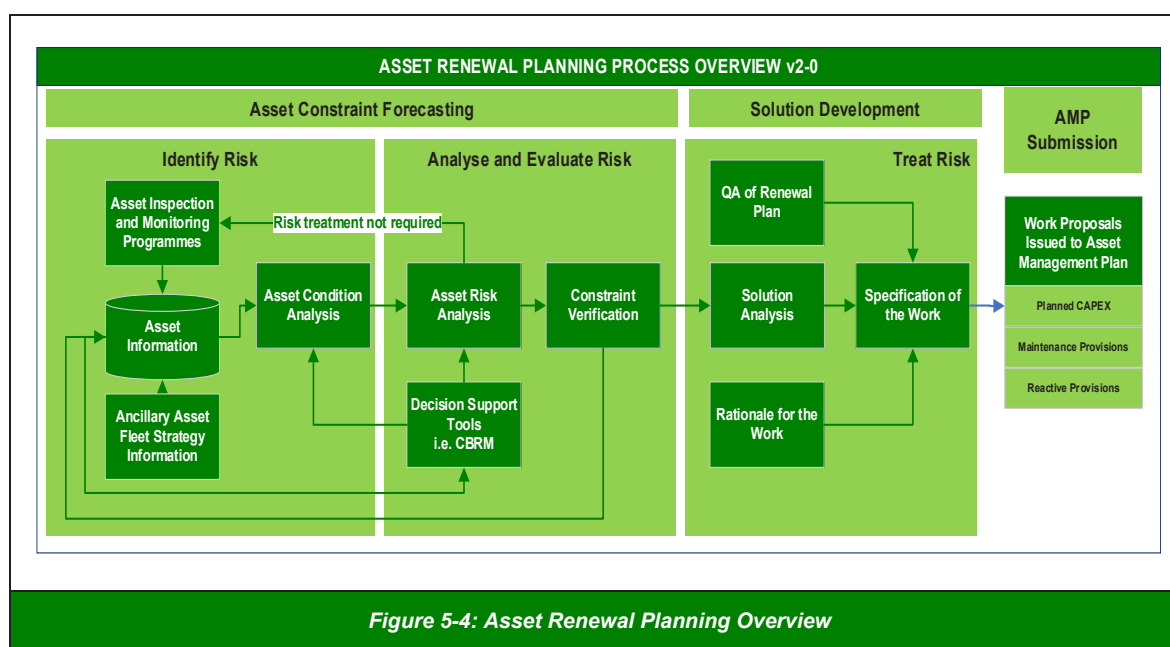 ASSET RENEWAL PLANNING PROCESS OVERVIEW v2-0
Asset Constraint Forecasting
Solution Development
AMP
Submission
Identify Risk
Analyse and Evaluate Risk
Treat Risk
Asset Inspection
and Monitoring
Programmes
Risk treatment not required
QA of Renewal
Plan
Work Proposals
Issued to Asset
Management Plan
Asset
Information
Asset Condition
Analysis
Asset Risk
Analysis
Constraint
Verification
Solution
Analysis
Specification of
the Work
Planned CAPEX
Maintenance Provisions
Reactive Provisions
Ancillary Asset
Fleet Strategy
Information
Decision Support
Tools
i.e. CBRM
Rationale for the
Work
Figure 5-4: Asset Renewal Planning Overview